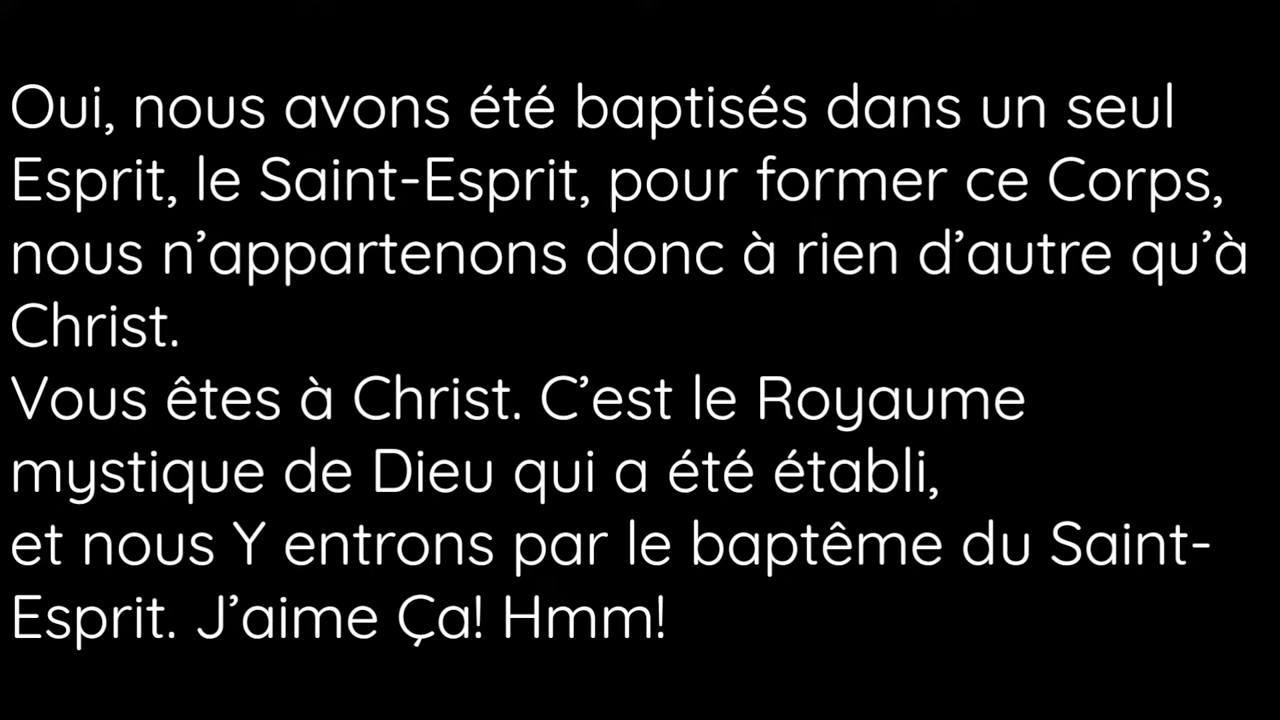 Oui, nous avons été baptisés dans un seul
Esprit, le Saint-Esprit, pour former ce Corps,
nous n’appartenons donc à rien d’autre qu’à
Christ.
Vous êtes à Christ. C’est le Royaume
mystique de Dieu qui a été établi,
et nous Y entrons par le baptême du Saint-
Esprit. J’aime Ça! Hmm!